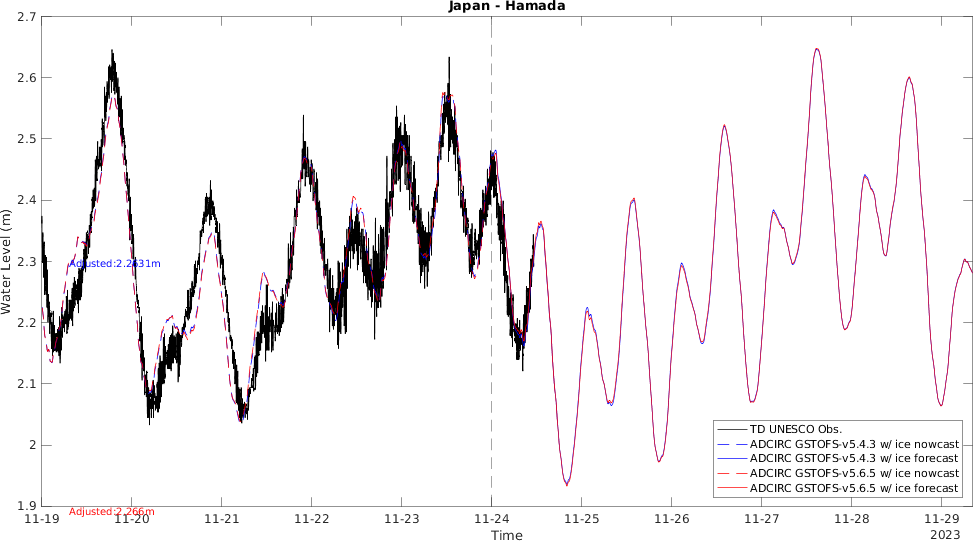 Japan - Hamada
2.7
2.6
2.5
2.4
2.3
2.2
2.1
2
1.9
Water Level (m)
Adjusted:2.2631m
Adjusted:2.266m
TD UNESCO Obs.
ADCIRC GSTOFS-v5.4.3 w/ ice nowcast
ADCIRC GSTOFS-v5.4.3 w/ ice forecast
ADCIRC GSTOFS-v5.6.5 w/ ice nowcast
ADCIRC GSTOFS-v5.6.5 w/ ice forecast
11-19 11-20 11-21 11-22 11-23 11-24 11-25 11-26 11-27 11-28 11-29
Time
2023